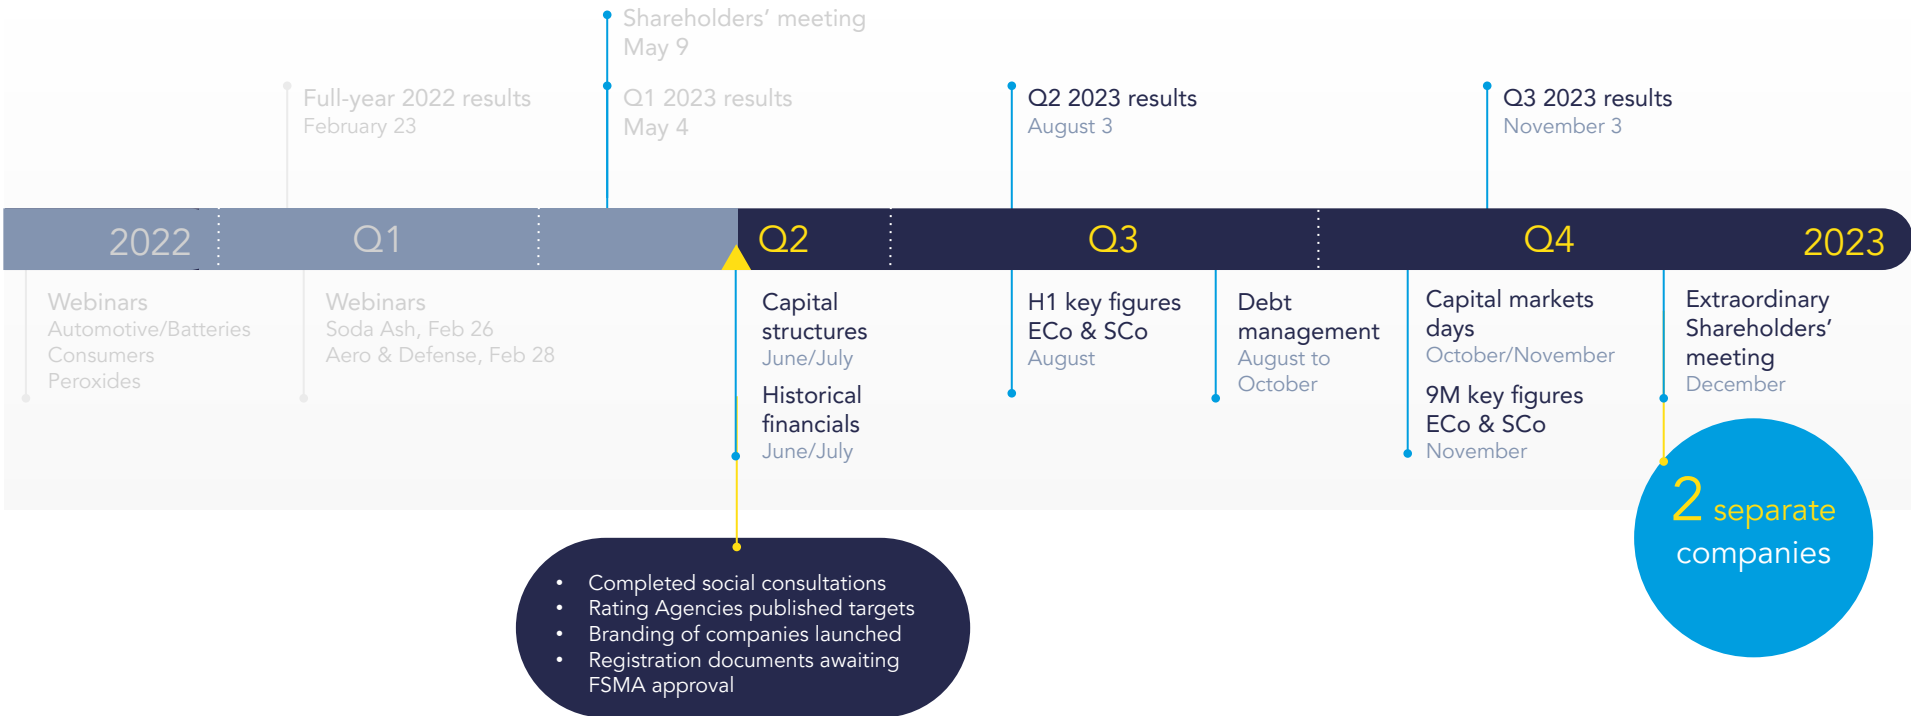 Shareholders’ meeting
May 9
Full-year 2022 results
February 23
Q1 2023 results
May 4
Q2 2023 results
August 3
Q3 2023 results
November 3
2022
Q1
Q2
Q3
Q4
2023
Webinars
Automotive/Batteries
Consumers
Peroxides
Webinars
Soda Ash, Feb 26
Aero & Defense, Feb 28
Capital
structures
June/July
Historical
financials
June/July
H1 key figures
ECo & SCo
August
Debt
management
August to
October
Capital markets
days
October/November
9M key figures
ECo & SCo
November
Extraordinary
Shareholders’
meeting
December
2 separate
companies
• Completed social consultations
• Rating Agencies published targets
• Branding of companies launched
• Registration documents awaiting
FSMA approval